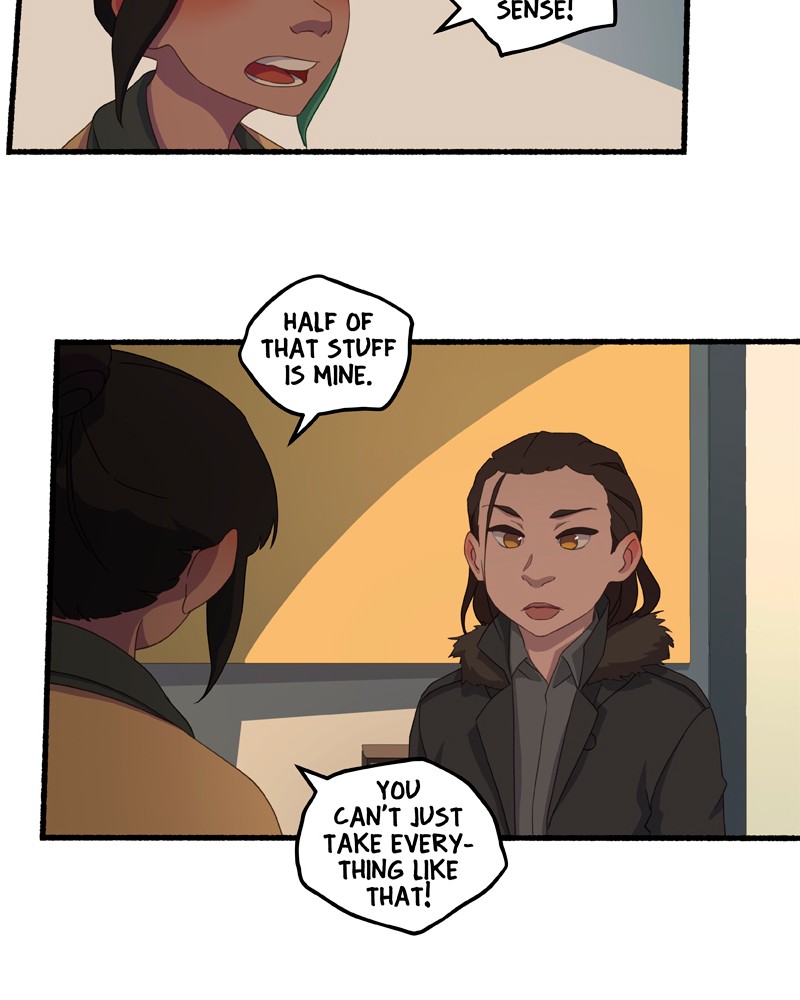 SENSE!
HALF OF
THAT STUFF
IS MINE.
YOU
CAN'T JUST
TAKE EVERY-
THING LIKE
THAT!